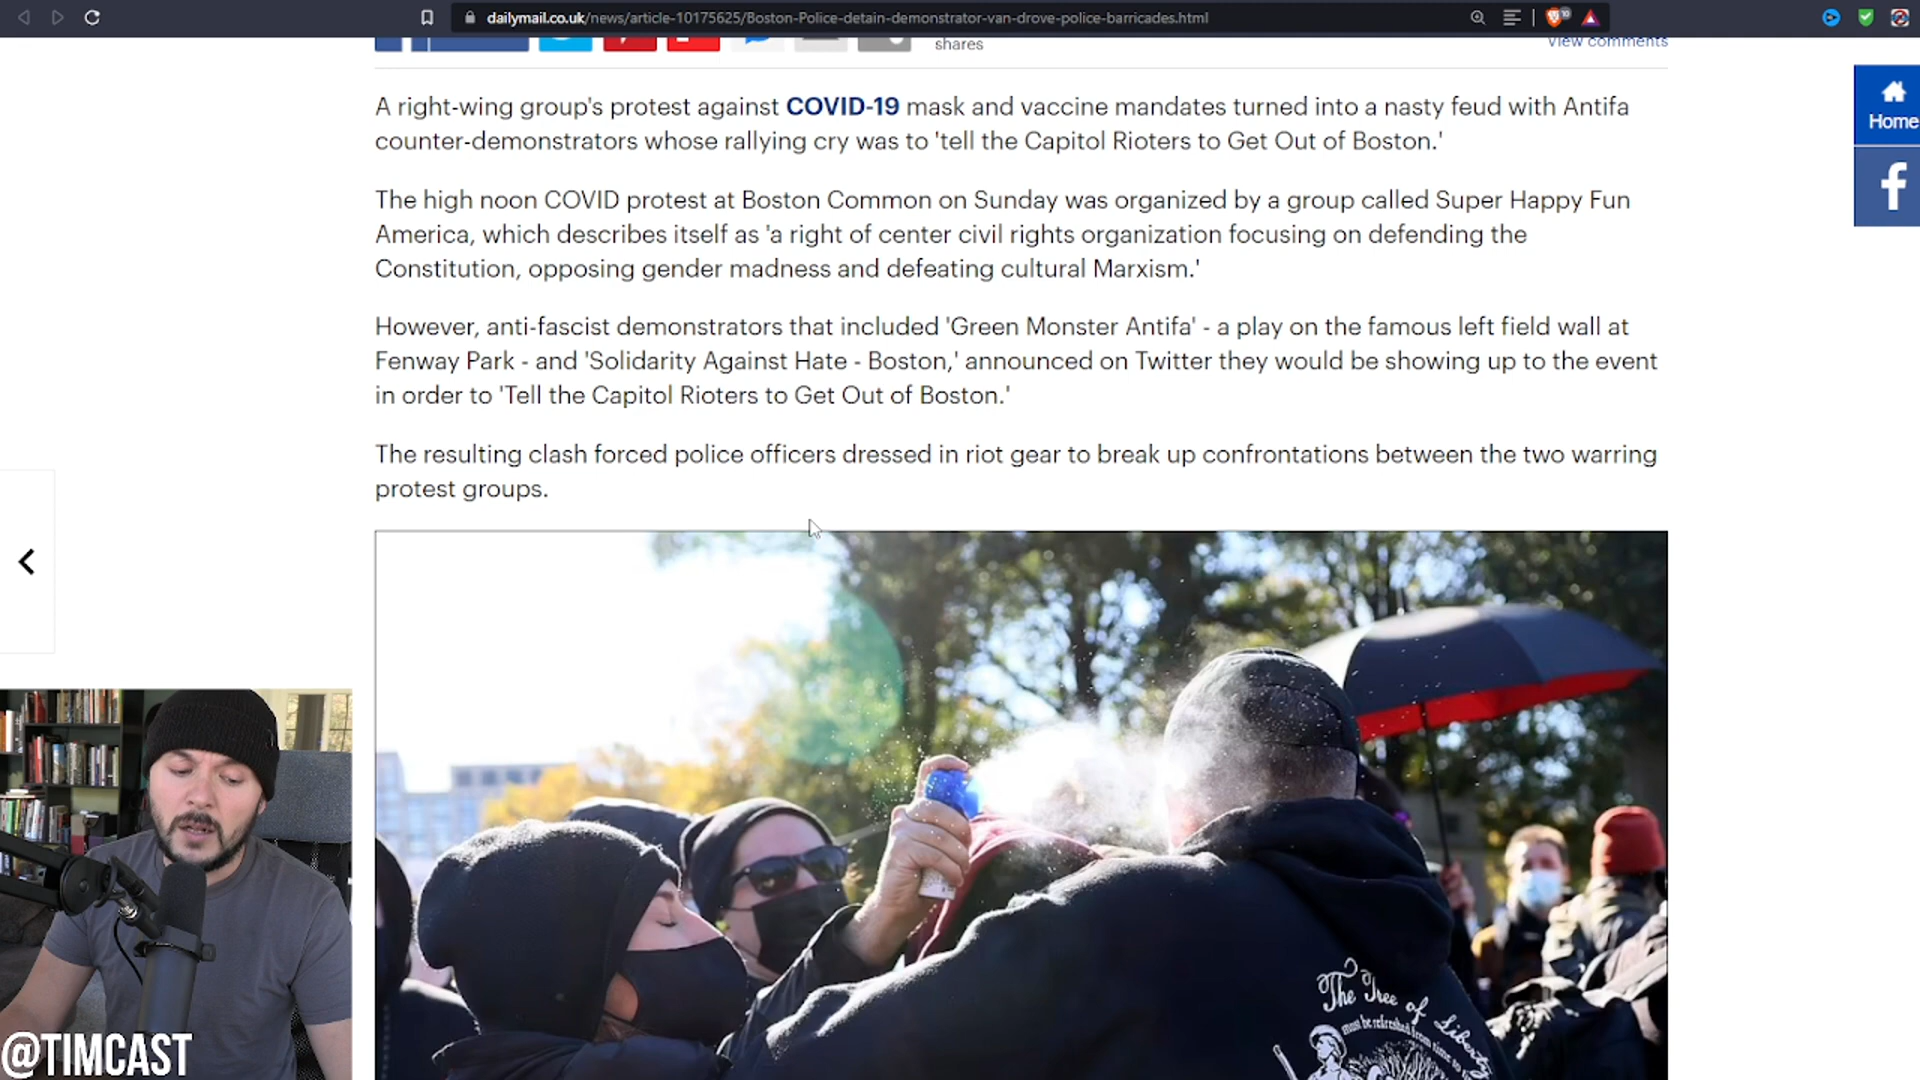 dailymail.co.uk/news/article-10175625/Boston-Police-detain-demonstrator-van-drove-police-barricades.html
shares
View comments
Home
A right-wing group's protest against COVID-19 mask and vaccine mandates turned into a nasty feud with Antifa
counter-demonstrators whose rallying cry was to 'tell the Capitol Rioters to Get Out of Boston.'
The high noon COVID protest at Boston Common on Sunday was organized by a group called Super Happy Fun
America, which describes itself as 'a right of center civil rights organization focusing on defending the
Constitution, opposing gender madness and defeating cultural Marxism.'
However, anti-fascist demonstrators that included 'Green Monster Antifa' - a play on the famous left field wall at
Fenway Park - and 'Solidarity Against Hate - Boston,' announced on Twitter they would be showing up to the event
in order to 'Tell the Capitol Rioters to Get Out of Boston.'
The resulting clash forced police officers dressed in riot gear to break up confrontations between the two warring
protest groups.
The Tree of Liberty
must be refreshed from time to
@TIMCAST